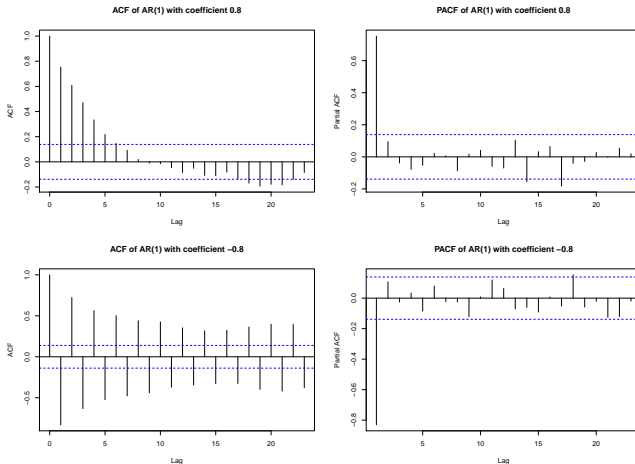 ACF of AR(1) with coefficient 0.8
ACF
−0.2 0.0 0.2 0.4 0.6 0.8 1.0
0 5 10 15 20
Lag
PACF of AR(1) with coefficient 0.8
Partial ACF
−0.2 0.0 0.2 0.4 0.6
5 10 15 20
Lag
ACF of AR(1) with coefficient −0.8
ACF
−0.5 0.0 0.5 1.0
0 5 10 15 20
Lag
PACF of AR(1) with coefficient −0.8
Partial ACF
−0.8 −0.6 −0.4 −0.2 0.0
5 10 15 20
Lag